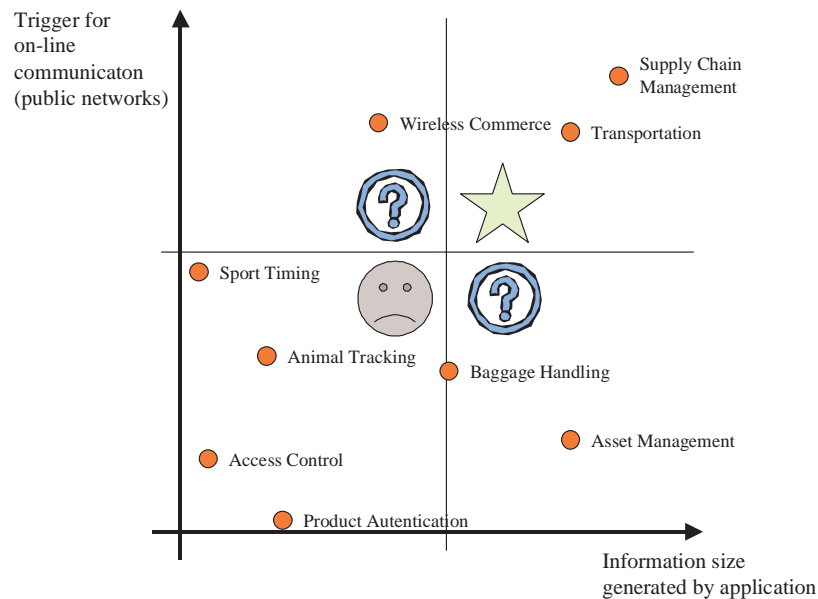 Trigger for
on-line
communicaton
(public networks)
Supply Chain
Management
Wireless Commerce
Transportation
?
Sport Timing
?
Animal Tracking
Baggage Handling
Asset Management
Access Control
Product Autentication
Information size
generated by application